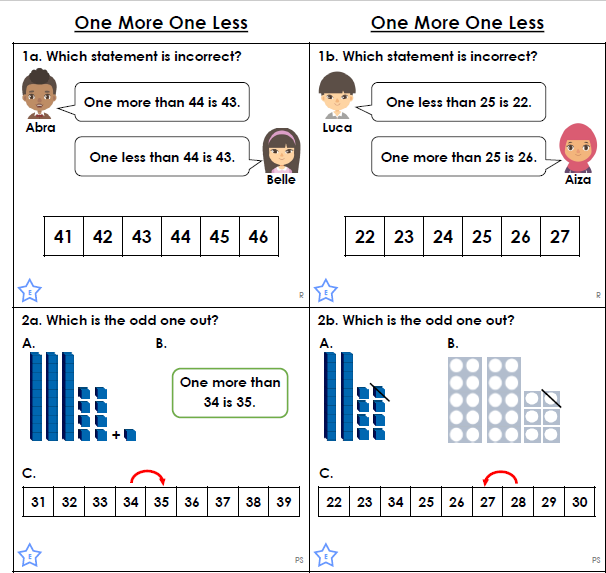 One More One Less
One More One Less
1a. Which statement is incorrect?
One more than 44 is 43.
Abra
One less than 44 is 43.
Belle
41 42 43 44 45 46
E
R
1b. Which statement is incorrect?
One less than 25 is 22.
Luca
One more than 25 is 26.
Aiza
22 23 24 25 26 27
E
R
2a. Which is the odd one out?
A.
B.
+
One more than
34 is 35.
C.
31 32 33 34 35 36 37 38 39
E
PS
2b. Which is the odd one out?
A.
B.
C.
22 23 34 25 26 27 28 29 30
E
PS